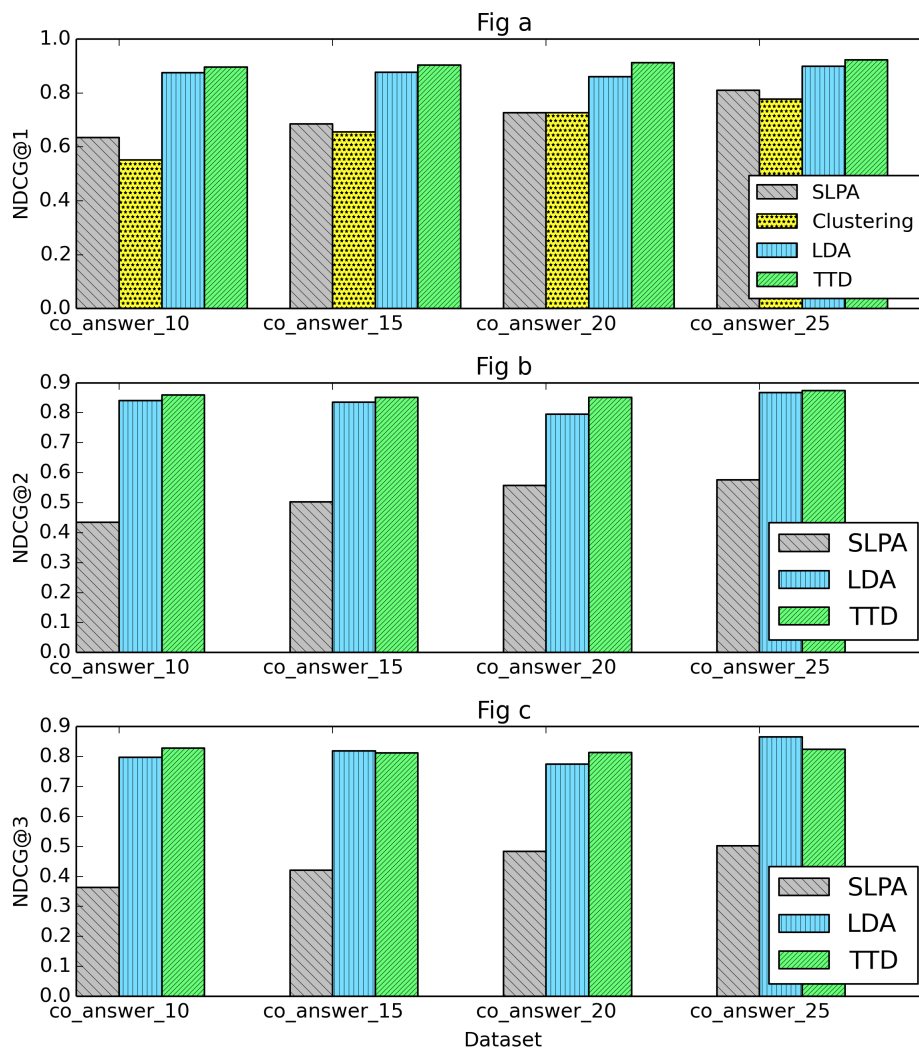 Fig a
NDCG@1
1.0
0.8
0.6
0.4
0.2
0.0
SLPA
Clustering
LDA
TTD
co_answer_10 co_answer_15 co_answer_20 co_answer_25
Fig b
NDCG@2
0.9
0.8
0.7
0.6
0.5
0.4
0.3
0.2
0.1
0.0
SLPA
LDA
TTD
co_answer_10 co_answer_15 co_answer_20 co_answer_25
Fig c
NDCG@3
0.9
0.8
0.7
0.6
0.5
0.4
0.3
0.2
0.1
0.0
SLPA
LDA
TTD
co_answer_10 co_answer_15 co_answer_20 co_answer_25
Dataset